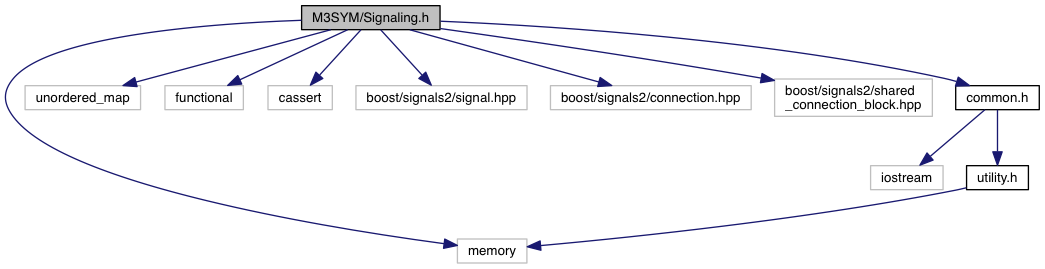 M3SYM/Signaling.h
unordered_map
functional
cassert
boost/signals2/signal.hpp
boost/signals2/connection.hpp
boost/signals2/shared
_connection_block.hpp
common.h
iostream
utility.h
memory